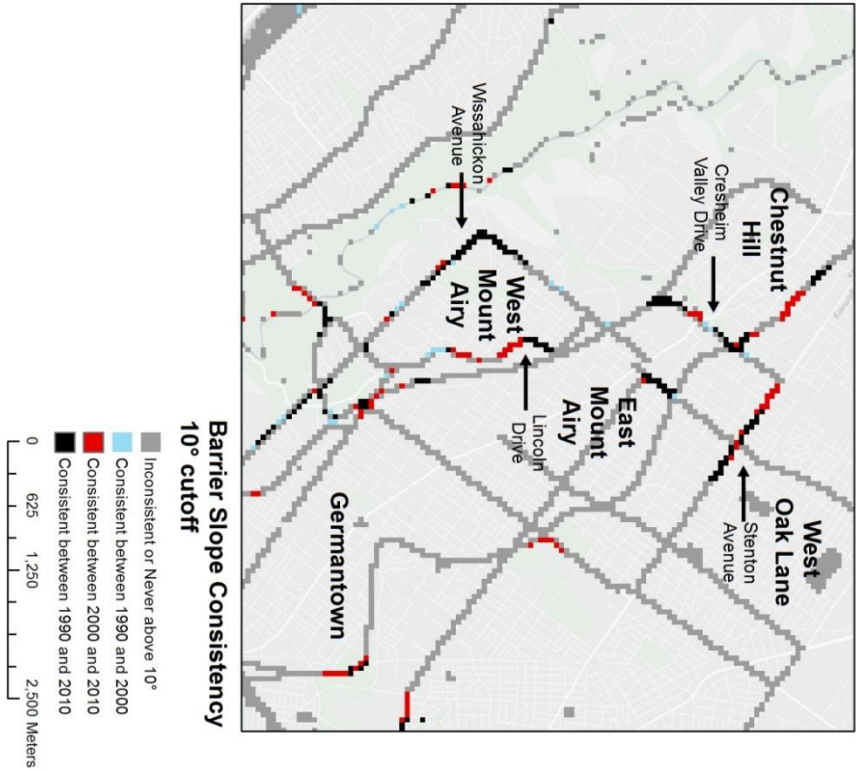 Chestnut
Hill
Cresheim
Valley Drive
Wissahickon
Avenue
West
Mount
Airy
Lincoln
Drive
East
Mount
Airy
West
Oak Lane
Stenton
Avenue
Germantown
Barrier Slope Consistency
10° cutoff
Inconsistent or Never above 10°
Consistent between 1990 and 2000
Consistent between 2000 and 2010
Consistent between 1990 and 2010
0 625 1,250 2,500 Meters